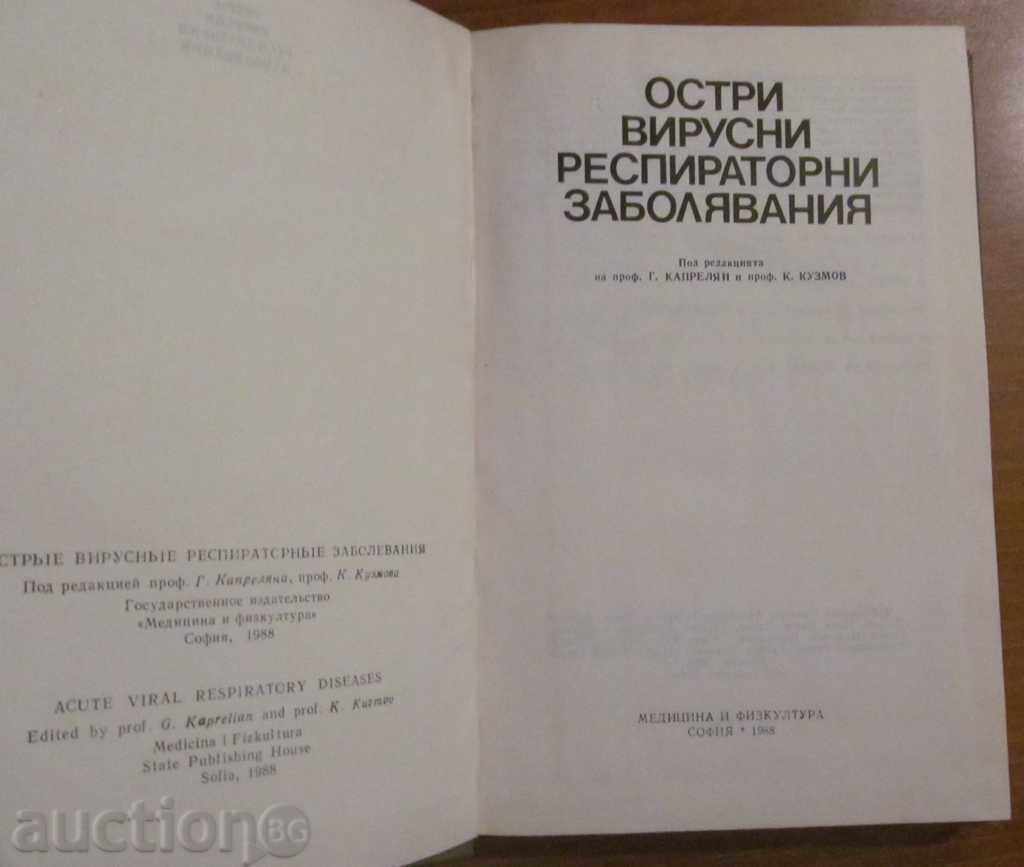 СТРЫЕ ВИРУСНЫЕ РЕСПИРАТОРНЫЕ ЗАБОЛЕВАНИЯ
Под редакцией проф. Г. Капреляна, проф. К. Кузмова
Государственное издательство
«Медицина и физкультура»
София, 1988
ACUTE VIRAL RESPIRATORY DISEASES
Edited by prof. G. Kaprelian and prof. K. Kuzmov
Medicina i Fizkultura
State Publishing House
Sofia, 1988
ОСТРИ
ВИРУСНИ
РЕСПИРАТОРНИ
ЗАБОЛЯВАНИЯ
Под редакцията
на проф. Г. КАПРЕЛЯН и проф. К. КУЗМОВ
МЕДИЦИНА И ФИЗКУЛТУРА
СОФИЯ * 1988
auctionBG